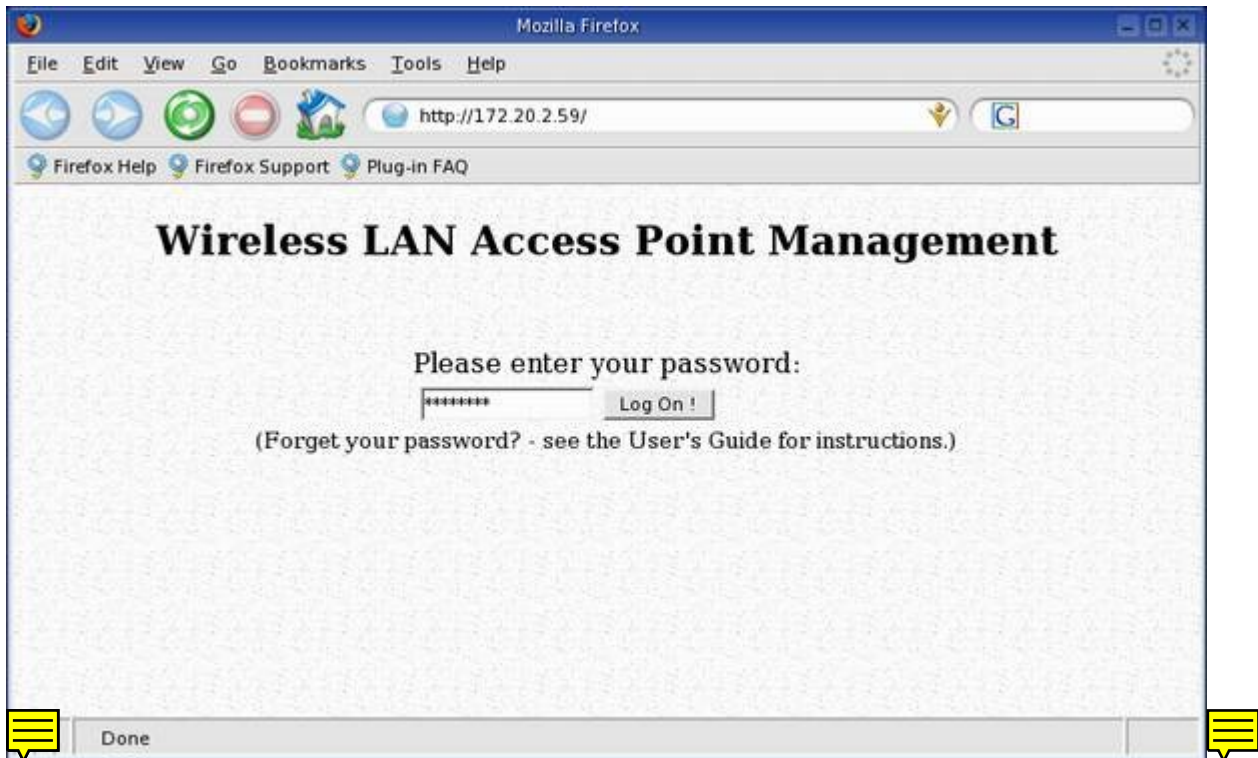 Mozilla Firefox
File Edit View Go Bookmarks Tools Help
http://172.20.2.59/ G
Firefox Help Firefox Support Plug-in FAQ
Wireless LAN Access Point Management
Please enter your password:
******** Log On !
(Forget your password? - see the User's Guide for instructions.)
Done